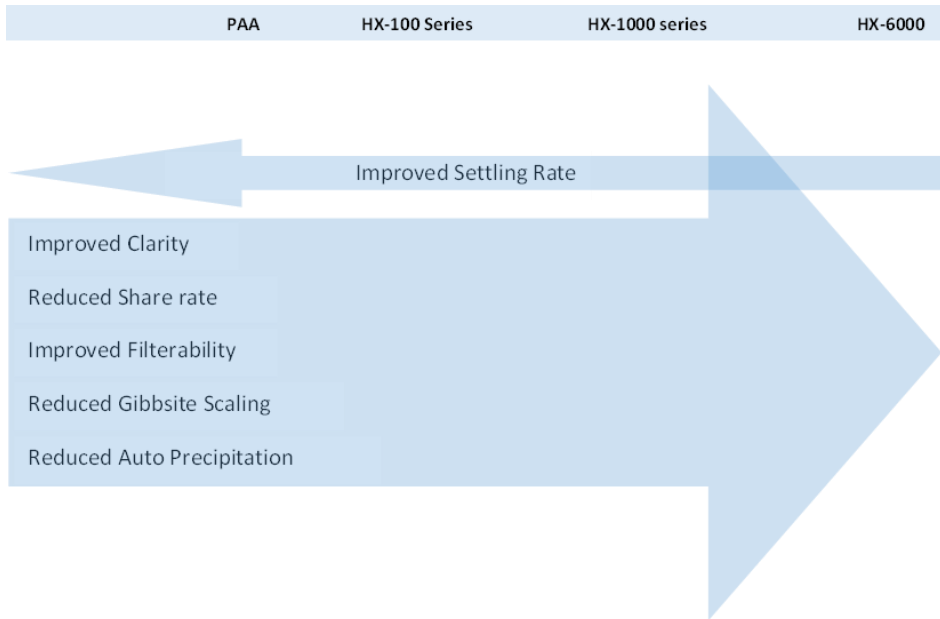 PAA HX-100 Series HX-1000 series HX-6000
Improved Settling Rate
Improved Clarity
Reduced Share rate
Improved Filterability
Reduced Gibbsite Scaling
Reduced Auto Precipitation